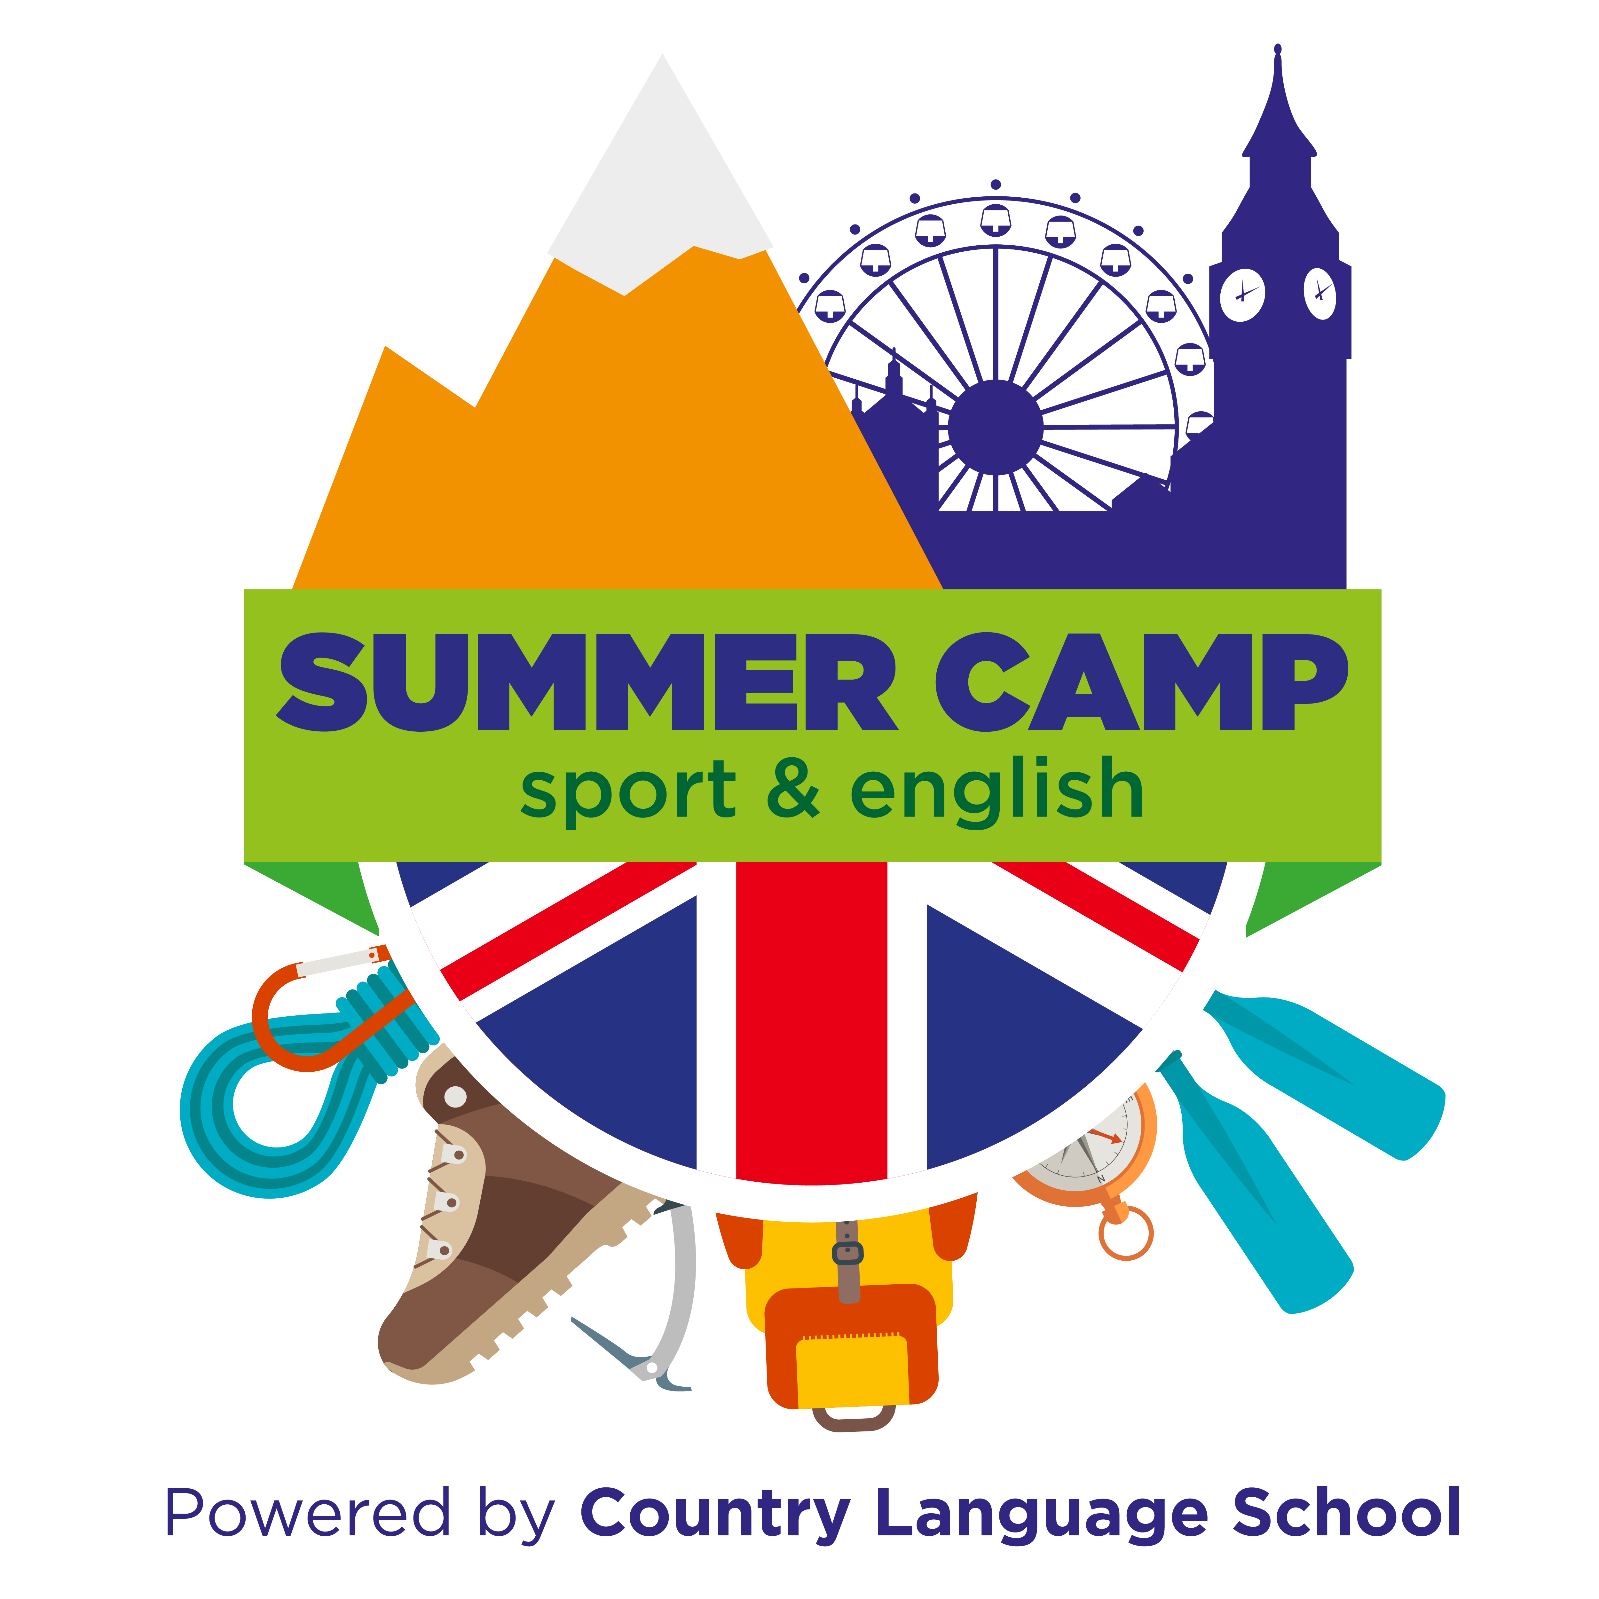 SUMMER CAMP
sport & english
N
Powered by Country Language School